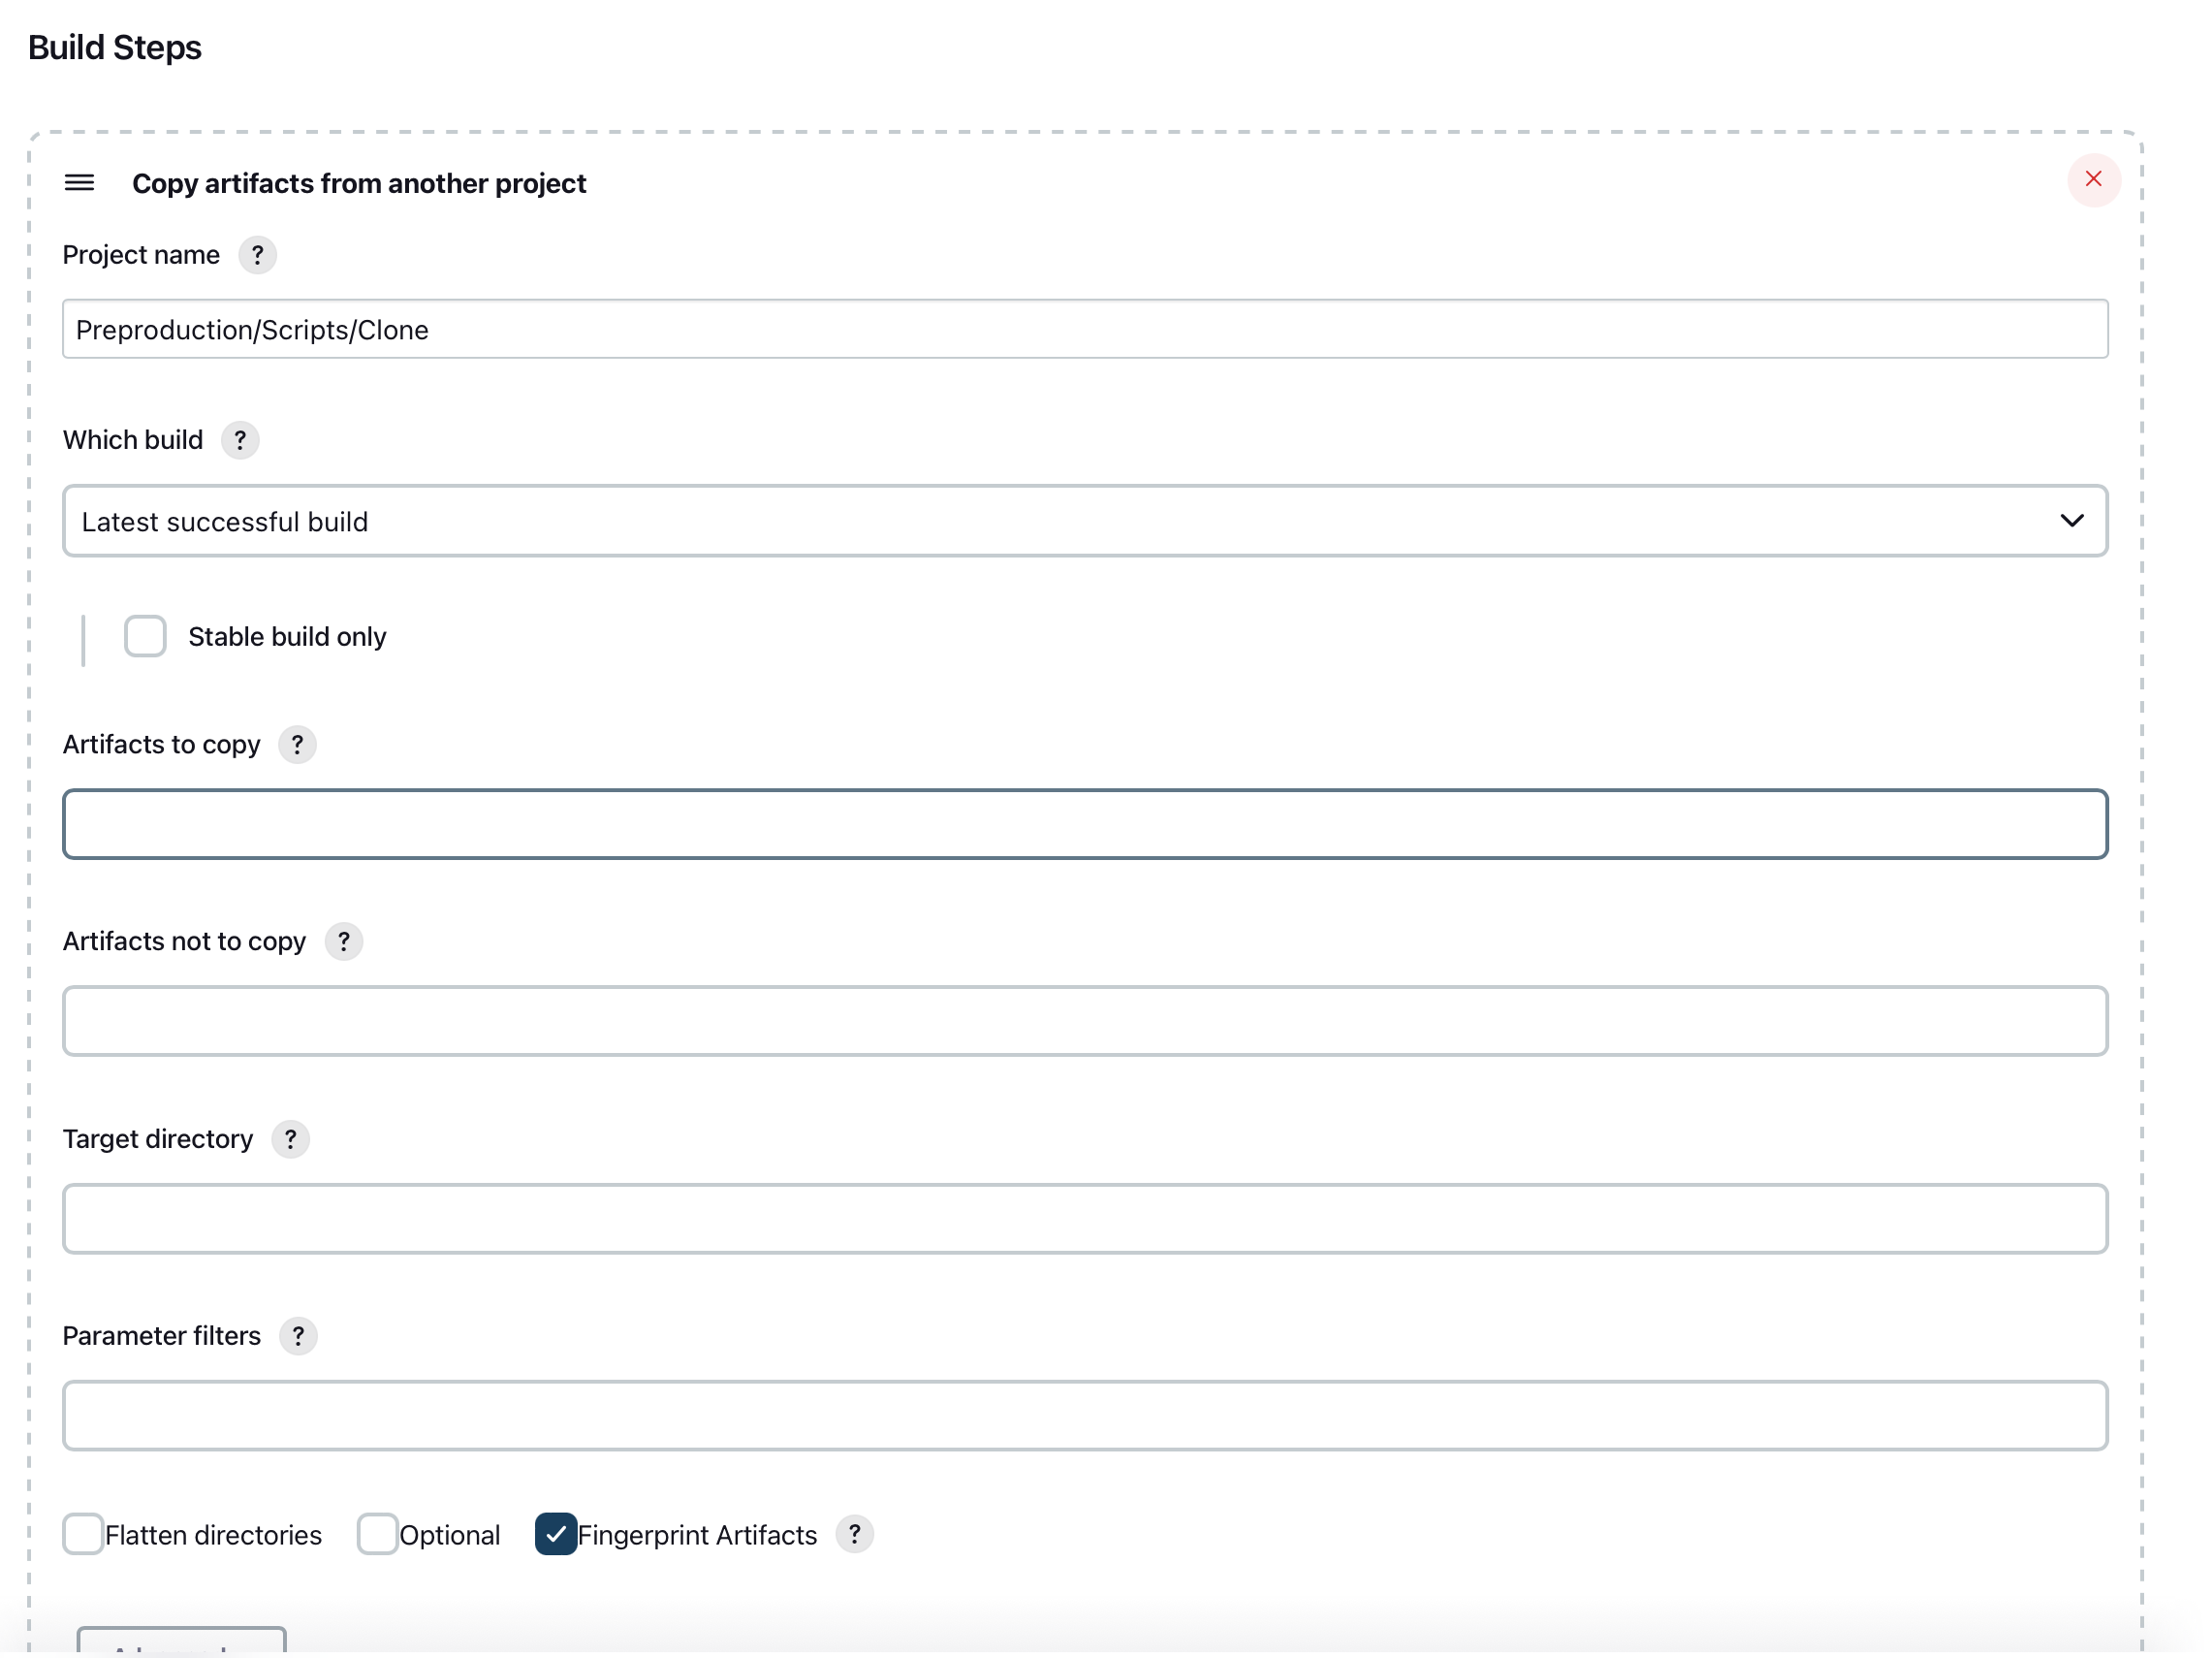 Build Steps
Copy artifacts from another project
Project name ?
Preproduction/Scripts/Clone
Which build ?
Latest successful build
Stable build only
Artifacts to copy ?
Artifacts not to copy ?
Target directory ?
Parameter filters ?
Flatten directories Optional Fingerprint Artifacts ?